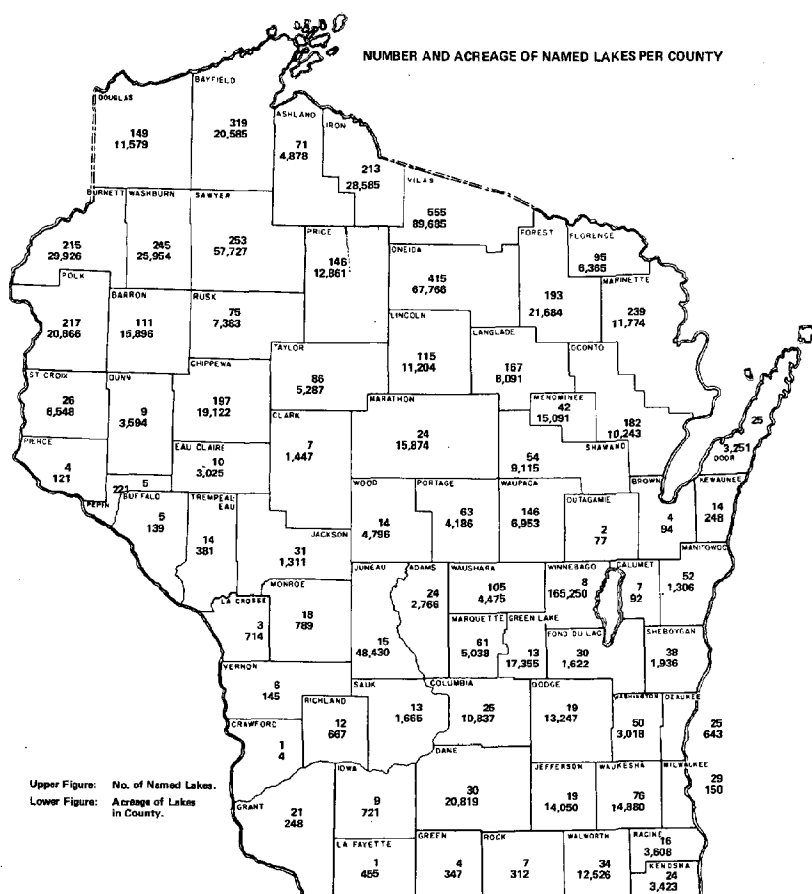 NUMBER AND ACREAGE OF NAMED LAKES PER COUNTY
DOUGLAS
149
11,579
BAYFIELD
319
20,585
ASHLAND
71
4,878
IRON
213
28,585
VILAS
555
89,685
BURNETT
215
29,926
WASHBURN
245
25,954
SAWYER
253
57,727
PRICE
146
12,861
ONEIDA
415
67,766
FOREST
193
21,684
FLORENCE
95
6,365
MARINETTE
239
11,774
POLK
217
20,866
BARRON
111
15,896
RUSK
75
7,383
LINCOLN
115
11,204
LANGLADE
167
8,091
OCONTO
182
10,243
TAYLOR
86
5,287
CHIPPEWA
197
19,122
ST CROIX
26
6,548
DUNN
9
3,594
MENOMINEE
42
15,091
MARATHON
24
15,874
CLARK
7
1,447
SHAWANO
54
9,115
DOOR
25
3,251
PIERCE
4
121
EAU CLAIRE
10
3,025
PEPIN
5
221
BUFFALO
5
139
TREMPEAL-
EAU
14
381
JACKSON
31
1,311
WOOD
14
4,796
PORTAGE
63
4,186
WAUPACA
146
6,953
OUTAGAMIE
2
77
BROWN
4
94
KEWAUNEE
14
248
MANITOWOC
52
1,306
LA CROSSE
3
714
MONROE
18
789
JUNEAU
15
48,430
ADAMS
24
2,766
WAUSHARA
105
4,475
WINNEBAGO
8
165,250
CALUMET
7
92
MARQUETTE
61
5,038
GREEN LAKE
13
17,355
FOND DU LAC
30
1,622
SHEBOYGAN
38
1,936
VERNON
6
145
RICHLAND
12
667
SAUK
13
1,665
COLUMBIA
25
10,837
DODGE
19
13,247
WASHINGTON
50
3,018
OZAUKEE
25
643
CRAWFORD
1
4
DANE
30
20,819
JEFFERSON
19
14,050
WAUKESHA
76
14,880
MILWAUKEE
29
150
Upper Figure: No. of Named Lakes.
Lower Figure: Acreage of Lakes
in County.
GRANT
21
248
IOWA
9
721
LA FAYETTE
1
455
GREEN
4
347
ROCK
7
312
WALWORTH
34
12,526
RACINE
16
3,608
KENOSHA
24
3,423